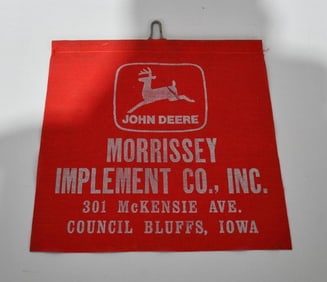 JOHN DEERE
MORRISSEY
IMPLEMENT CO., INC.
301 McKENSIE AVE.
COUNCIL BLUFFS, IOWA